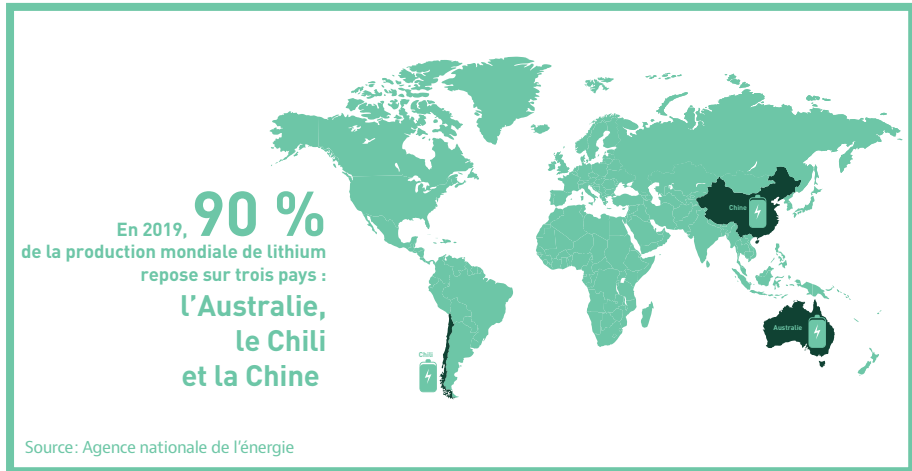 En 2019, 90 %
de la production mondiale de lithium
repose sur trois pays :
l'Australie,
le Chili
et la Chine
Chine
Australie
Chili
Source : Agence nationale de l'énergie